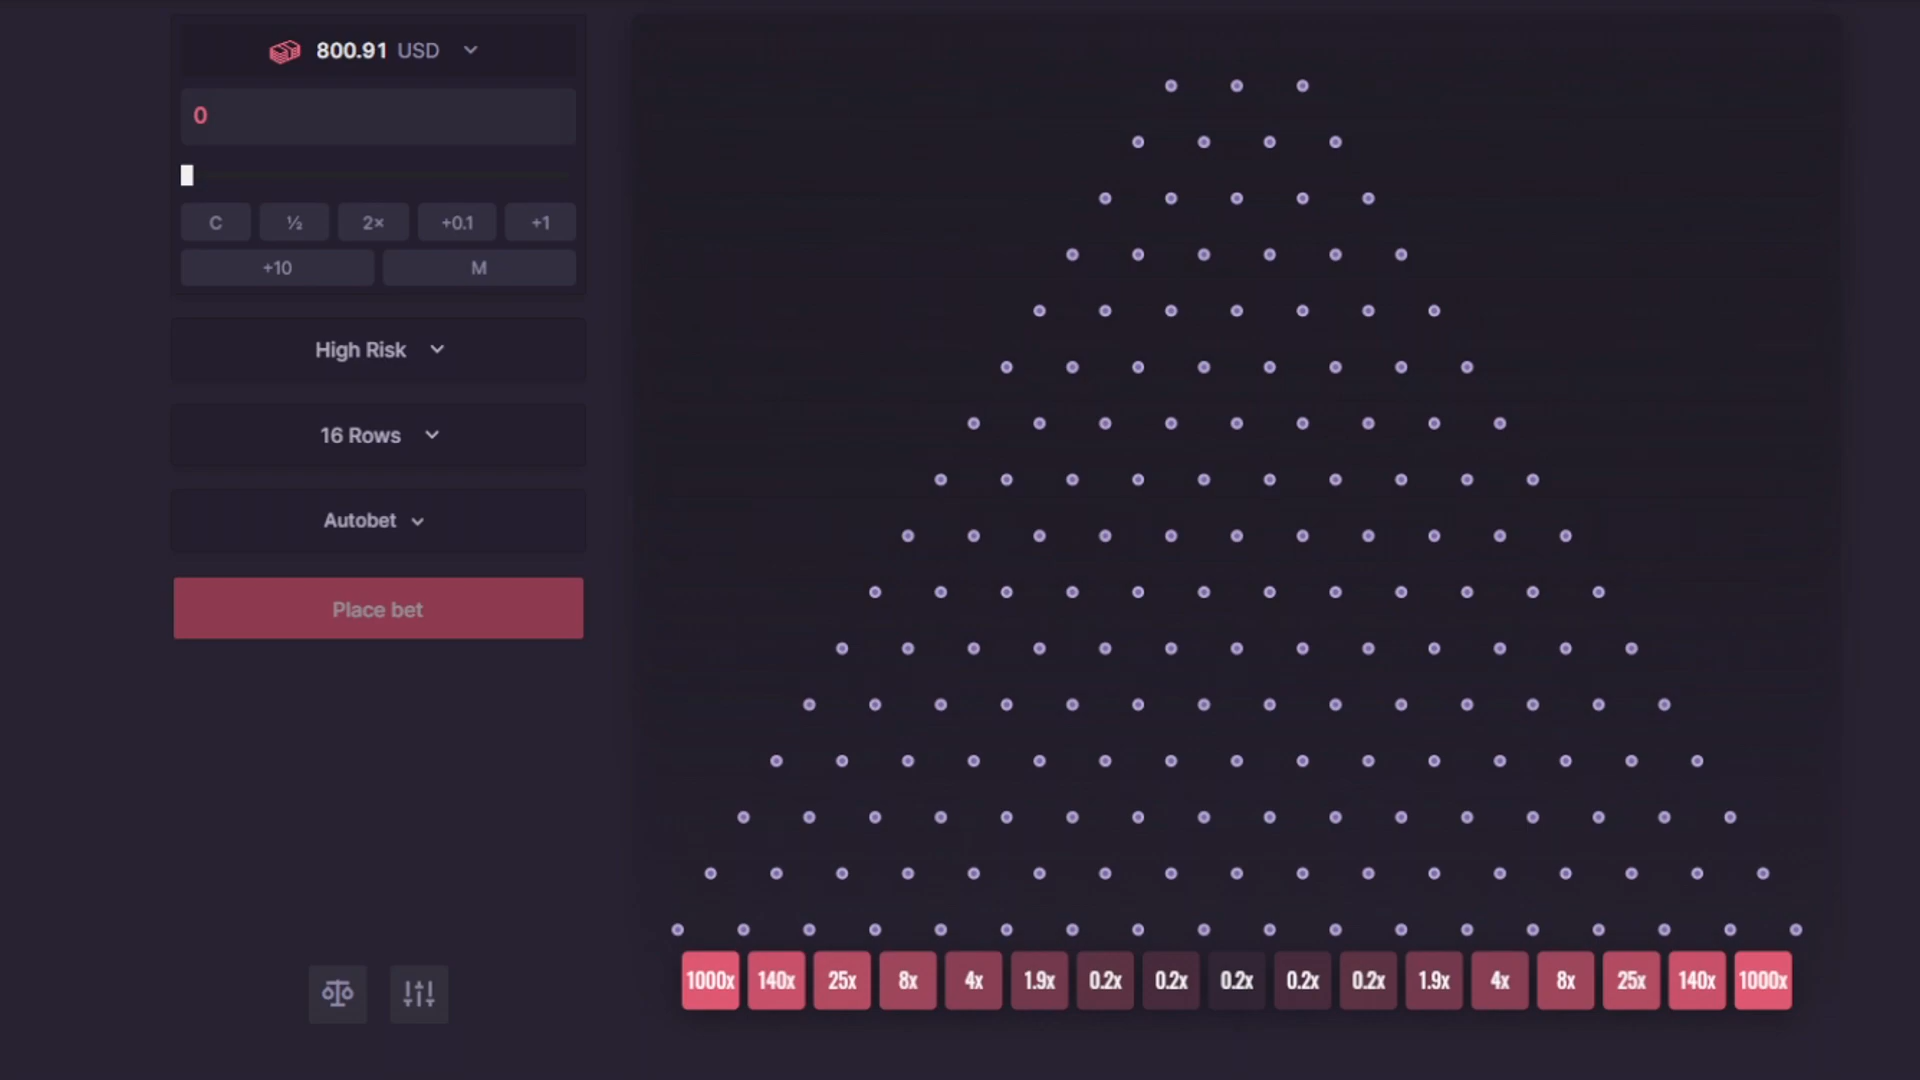 800.91 USD
0
C ½ 2× +0.1 +1
+10 M
High Risk
16 Rows
Autobet
Place bet
1000x 140x 25x 8x 4x 1.9x 0.2x 0.2x 0.2x 0.2x 0.2x 1.9x 4x 8x 25x 140x 1000x